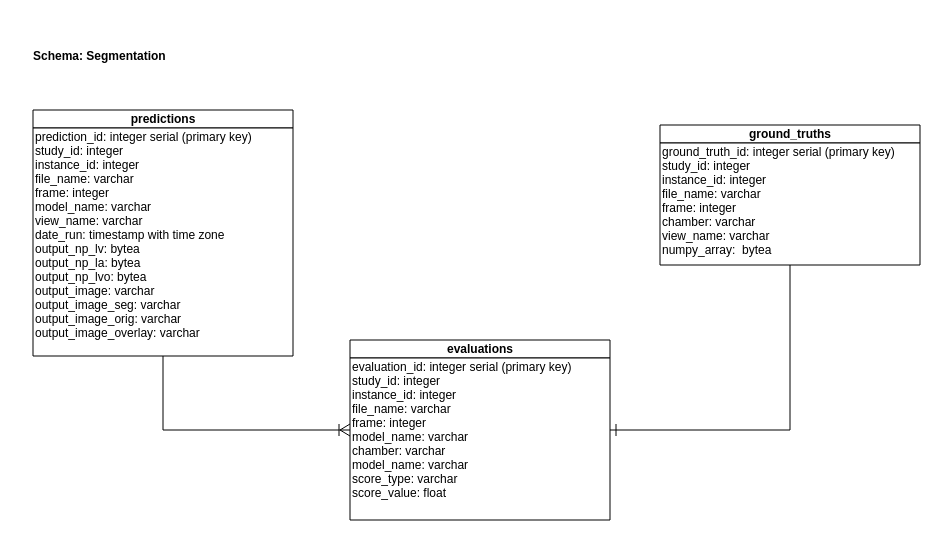 Schema: Segmentation
predictions
prediction_id: integer serial (primary key)
study_id: integer
instance_id: integer
file_name: varchar
frame: integer
model_name: varchar
view_name: varchar
date_run: timestamp with time zone
output_np_lv: bytea
output_np_la: bytea
output_np_lvo: bytea
output_image: varchar
output_image_seg: varchar
output_image_orig: varchar
output_image_overlay: varchar
ground_truths
ground_truth_id: integer serial (primary key)
study_id: integer
instance_id: integer
file_name: varchar
frame: integer
chamber: varchar
view_name: varchar
numpy_array:  bytea
evaluations
evaluation_id: integer serial (primary key)
study_id: integer
instance_id: integer
file_name: varchar
frame: integer
model_name: varchar
chamber: varchar
model_name: varchar
score_type: varchar
score_value: float